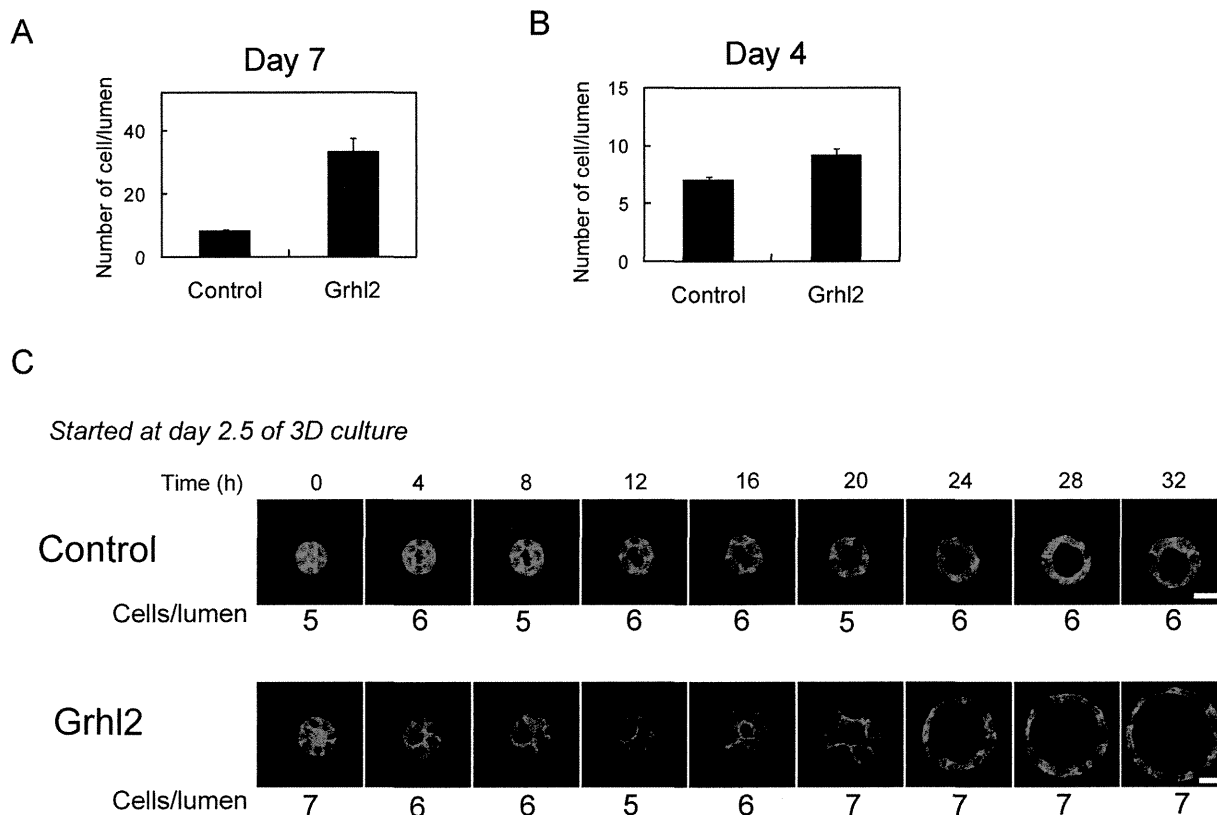 A
Day 7
Number of cell/lumen
40
20
0
Control
Grhl2
B
Day 4
Number of cell/lumen
15
10
5
0
Control
Grhl2
C
Started at day 2.5 of 3D culture
Time (h) 0 4 8 12 16 20 24 28 32
Control
Cells/lumen 5 6 5 6 6 5 6 6 6
Grhl2
Cells/lumen 7 6 6 5 6 7 7 7 7